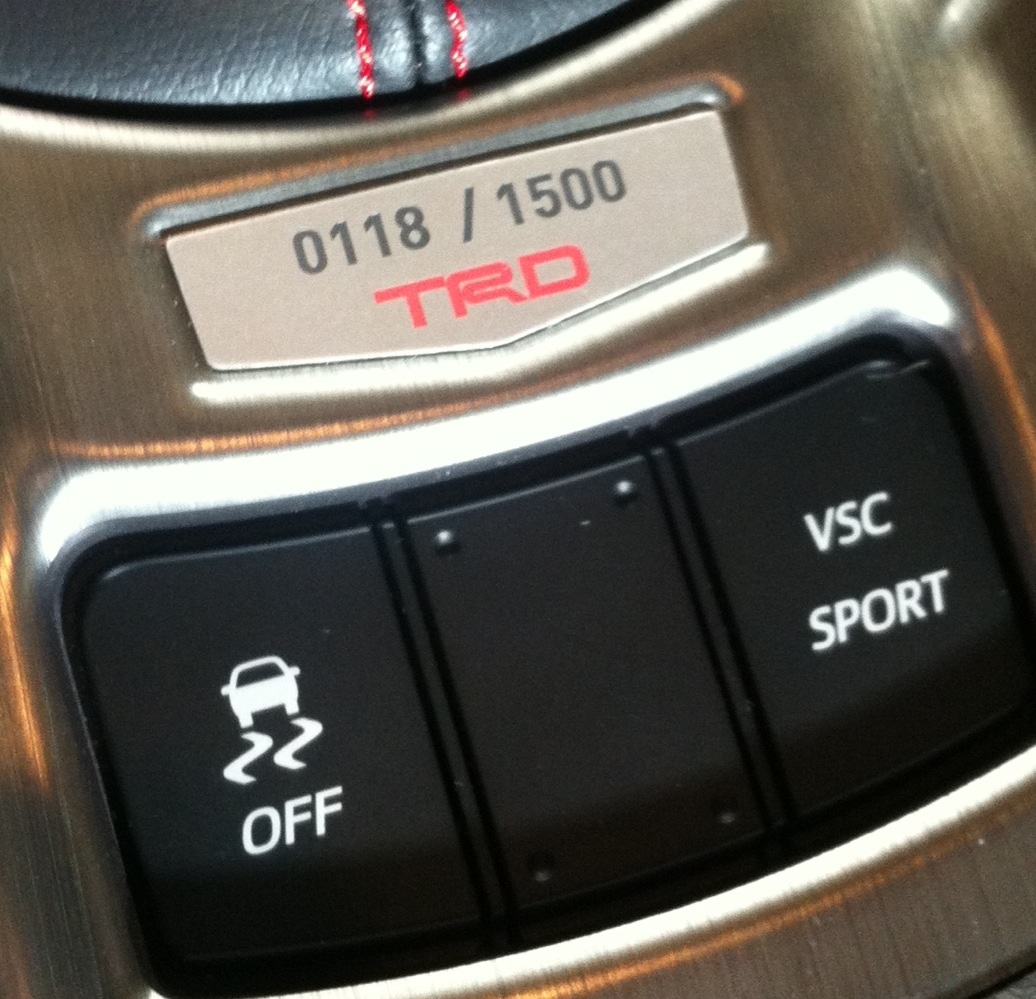 0118 / 1500
TRD
VSC
SPORT
OFF